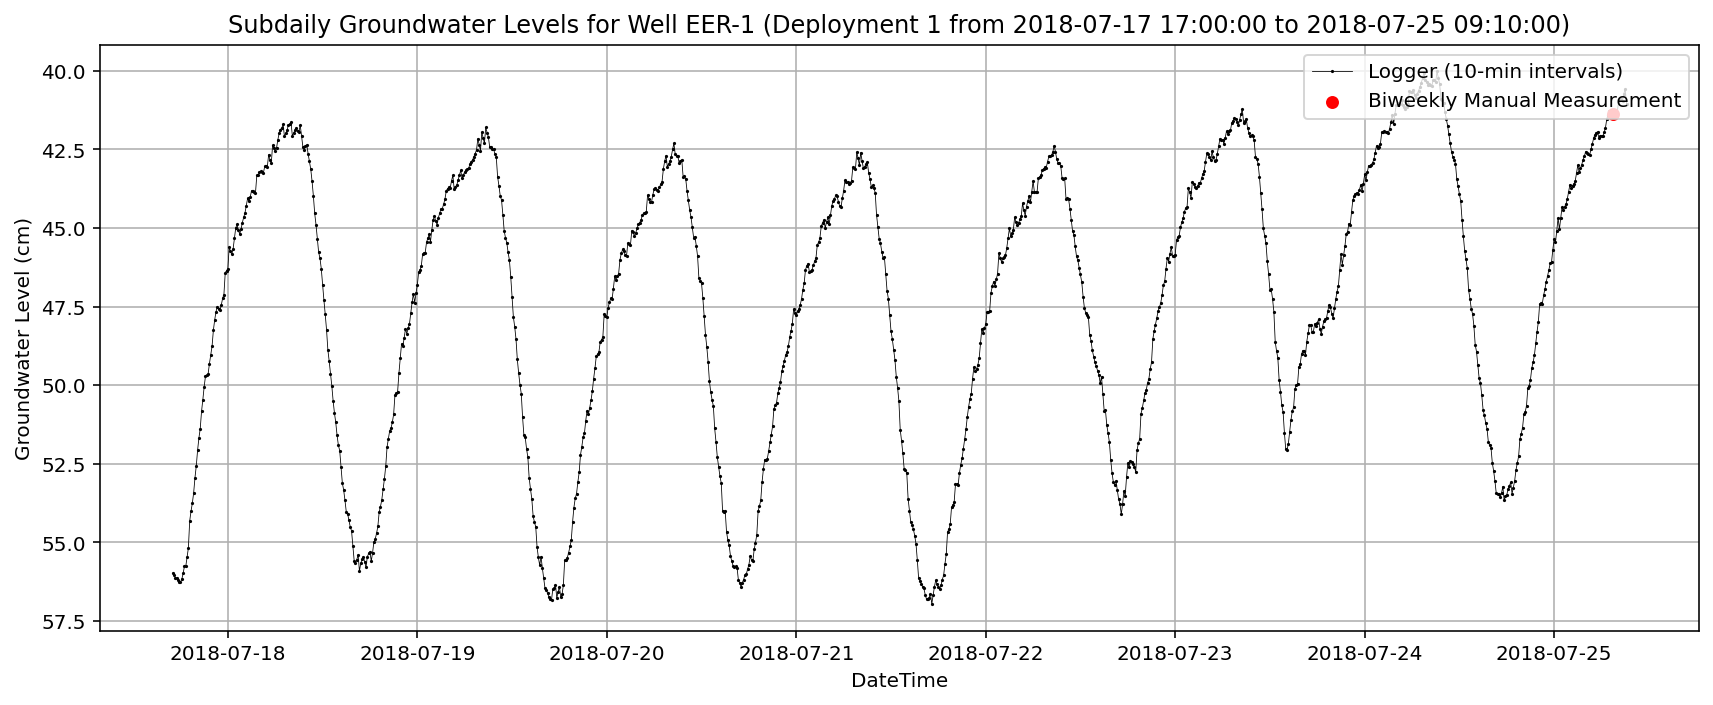 Subdaily Groundwater Levels for Well EER-1 (Deployment 1 from 2018-07-17 17:00:00 to 2018-07-25 09:10:00)
Logger (10-min intervals)
Biweekly Manual Measurement
Groundwater Level (cm)
40.0
42.5
45.0
47.5
50.0
52.5
55.0
57.5
2018-07-18 2018-07-19 2018-07-20 2018-07-21 2018-07-22 2018-07-23 2018-07-24 2018-07-25
DateTime